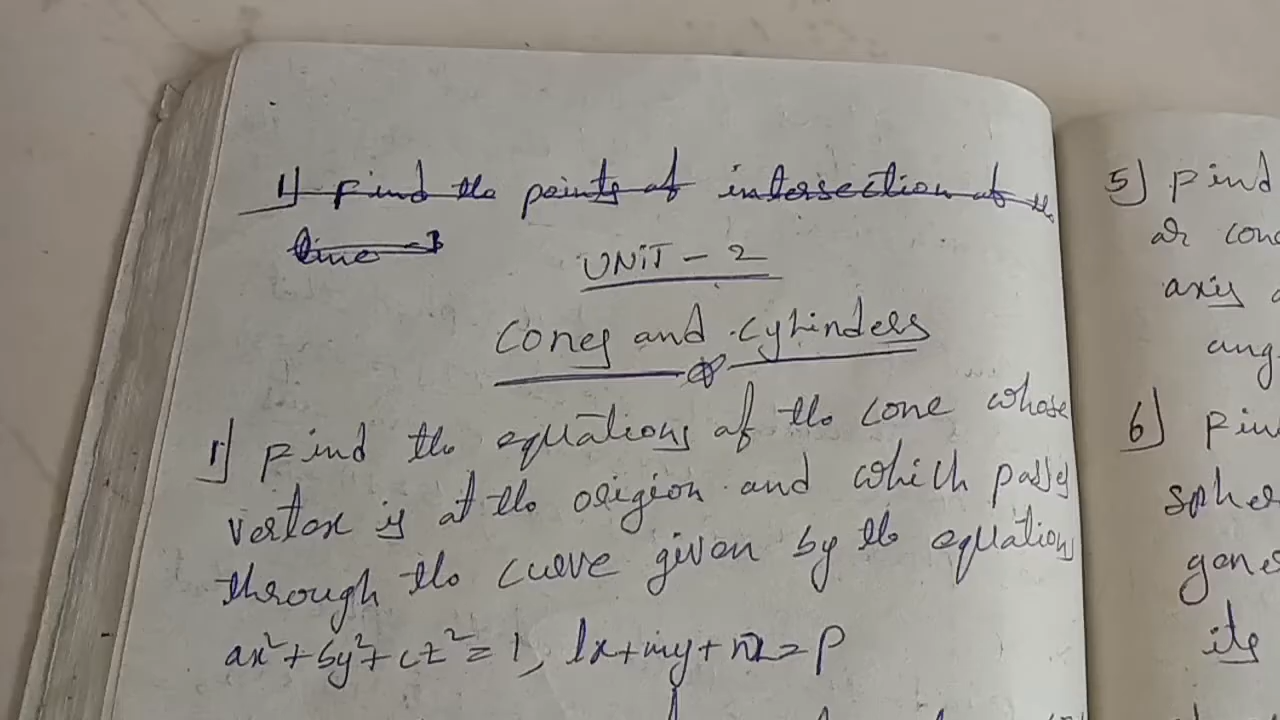 1) Find the points of intersection of the
line
UNIT - 2
Cones and Cylinders
1) Find the equations of the cone whose
vertex is at the origion and which passes
through the curve given by the equations
ax²+by²+cz²=1, lx+my+nz=p
5) Find
ar cone
axis
ang
6) Fin
spher
gene
its